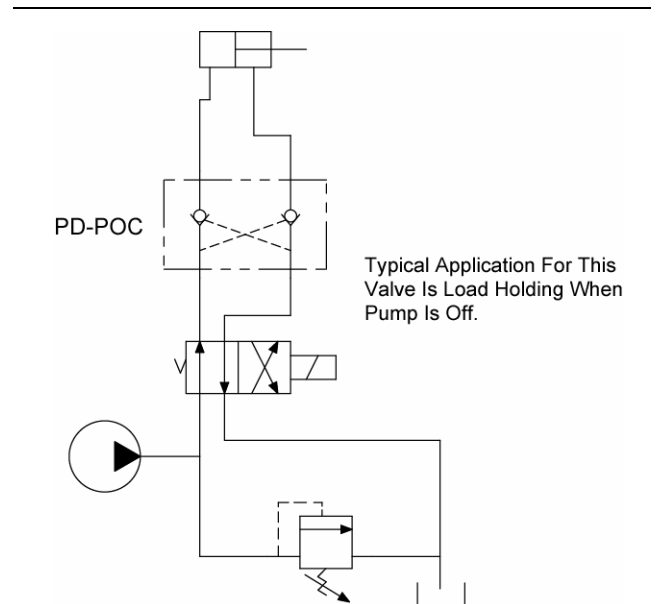 PD-POC
Typical Application For This
Valve Is Load Holding When
Pump Is Off.